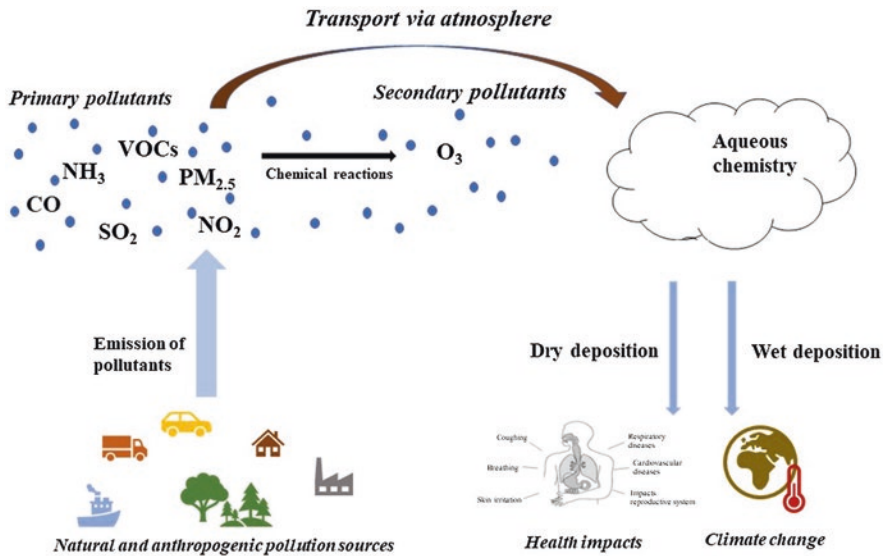 Transport via atmosphere
Primary pollutants
Secondary pollutants
VOCs
NH3
PM2.5
CO
SO2
NO2
Chemical reactions
O3
Aqueous
chemistry
Emission of
pollutants
Dry deposition
Wet deposition
Coughing
Breathing
Skin irritation
Respiratory
diseases
Cardiovascular
diseases
Impacts
reproductive system
Natural and anthropogenic pollution sources
Health impacts
Climate change